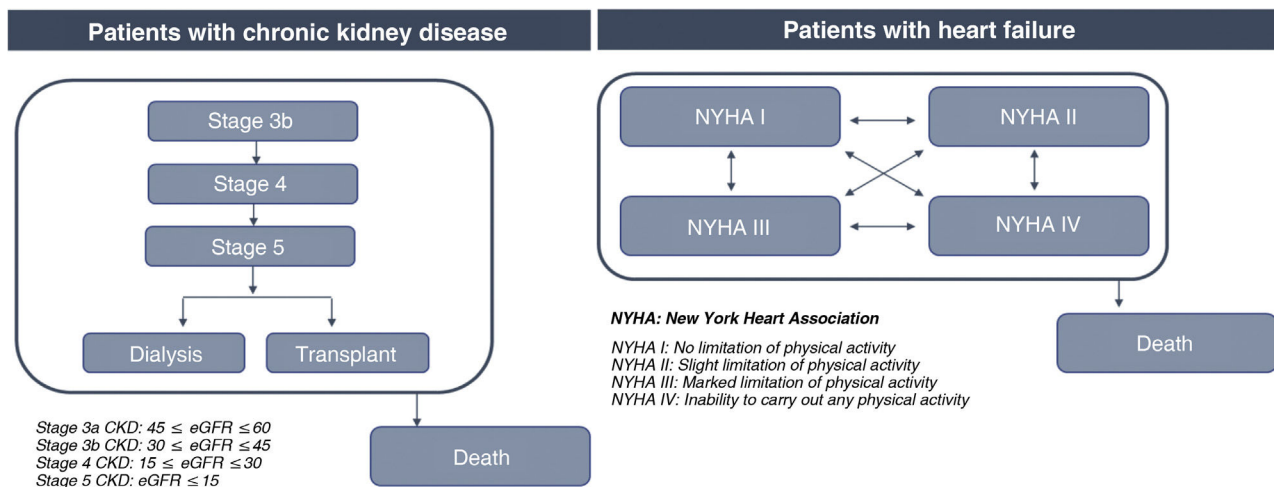 Patients with chronic kidney disease
Stage 3b
Stage 4
Stage 5
Dialysis
Transplant
Stage 3a CKD: 45 ≤ eGFR ≤60
Stage 3b CKD: 30 ≤ eGFR ≤45
Stage 4 CKD: 15 ≤ eGFR ≤30
Stage 5 CKD: eGFR ≤15
Death
Patients with heart failure
NYHA I
NYHA II
NYHA III
NYHA IV
NYHA: New York Heart Association
NYHA I: No limitation of physical activity
NYHA II: Slight limitation of physical activity
NYHA III: Marked limitation of physical activity
NYHA IV: Inability to carry out any physical activity
Death